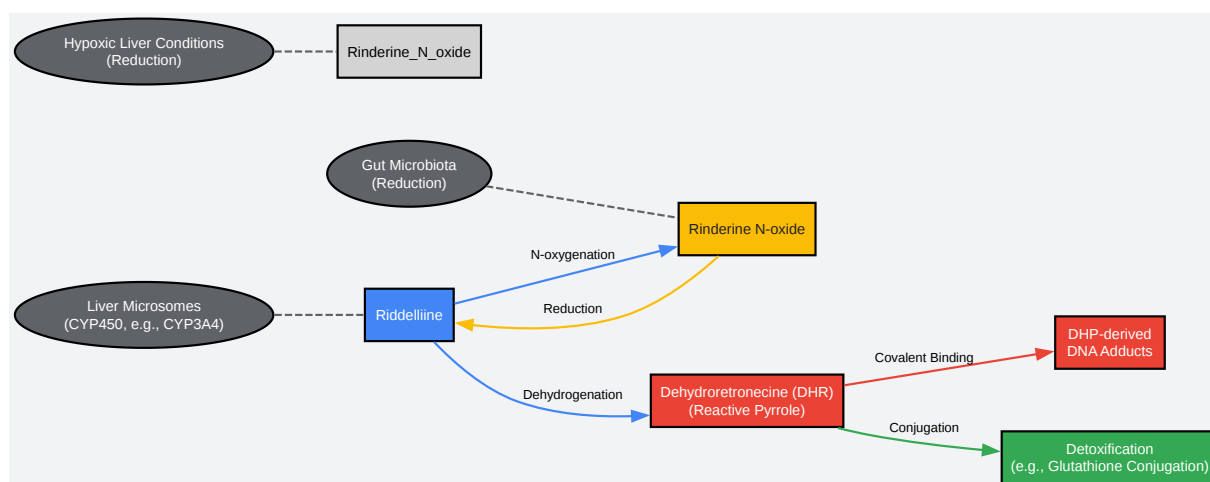 Hypoxic Liver Conditions
(Reduction)
Rinderine_N_oxide
Gut Microbiota
(Reduction)
Rinderine N-oxide
N-oxygenation
Reduction
Liver Microsomes
(CYP450, e.g., CYP3A4)
Riddelliine
Dehydrogenation
Dehydroretronecine (DHR)
(Reactive Pyrrole)
Covalent Binding
DHP-derived
DNA Adducts
Conjugation
Detoxification
(e.g., Glutathione Conjugation)